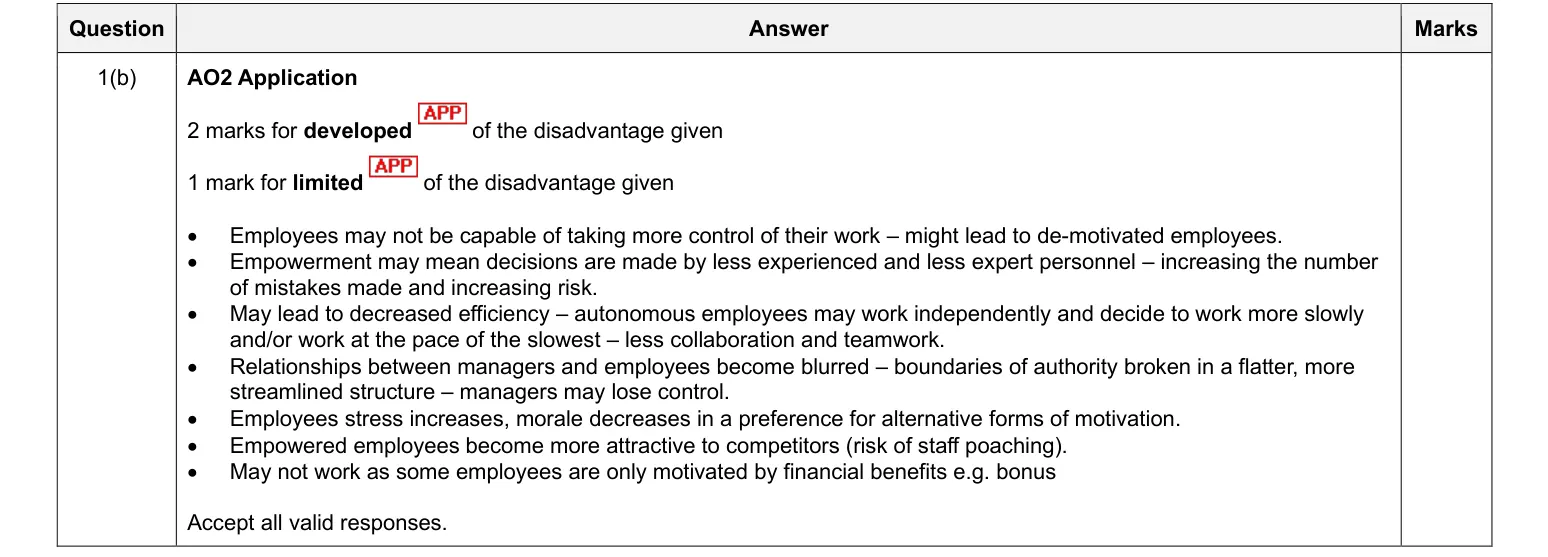 Question Answer Marks
1(b) AO2 Application
2 marks for developed APP of the disadvantage given
1 mark for limited APP of the disadvantage given
• Employees may not be capable of taking more control of their work – might lead to de-motivated employees.
• Empowerment may mean decisions are made by less experienced and less expert personnel – increasing the number
of mistakes made and increasing risk.
• May lead to decreased efficiency – autonomous employees may work independently and decide to work more slowly
and/or work at the pace of the slowest – less collaboration and teamwork.
• Relationships between managers and employees become blurred – boundaries of authority broken in a flatter, more
streamlined structure – managers may lose control.
• Employees stress increases, morale decreases in a preference for alternative forms of motivation.
• Empowered employees become more attractive to competitors (risk of staff poaching).
• May not work as some employees are only motivated by financial benefits e.g. bonus
Accept all valid responses.